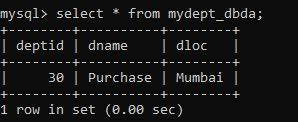 mysql> select * from mydept_dbda;
+--------+----------+--------+
| deptid | dname    | dloc   |
+--------+----------+--------+
|     30 | Purchase | Mumbai |
+--------+----------+--------+
1 row in set (0.00 sec)